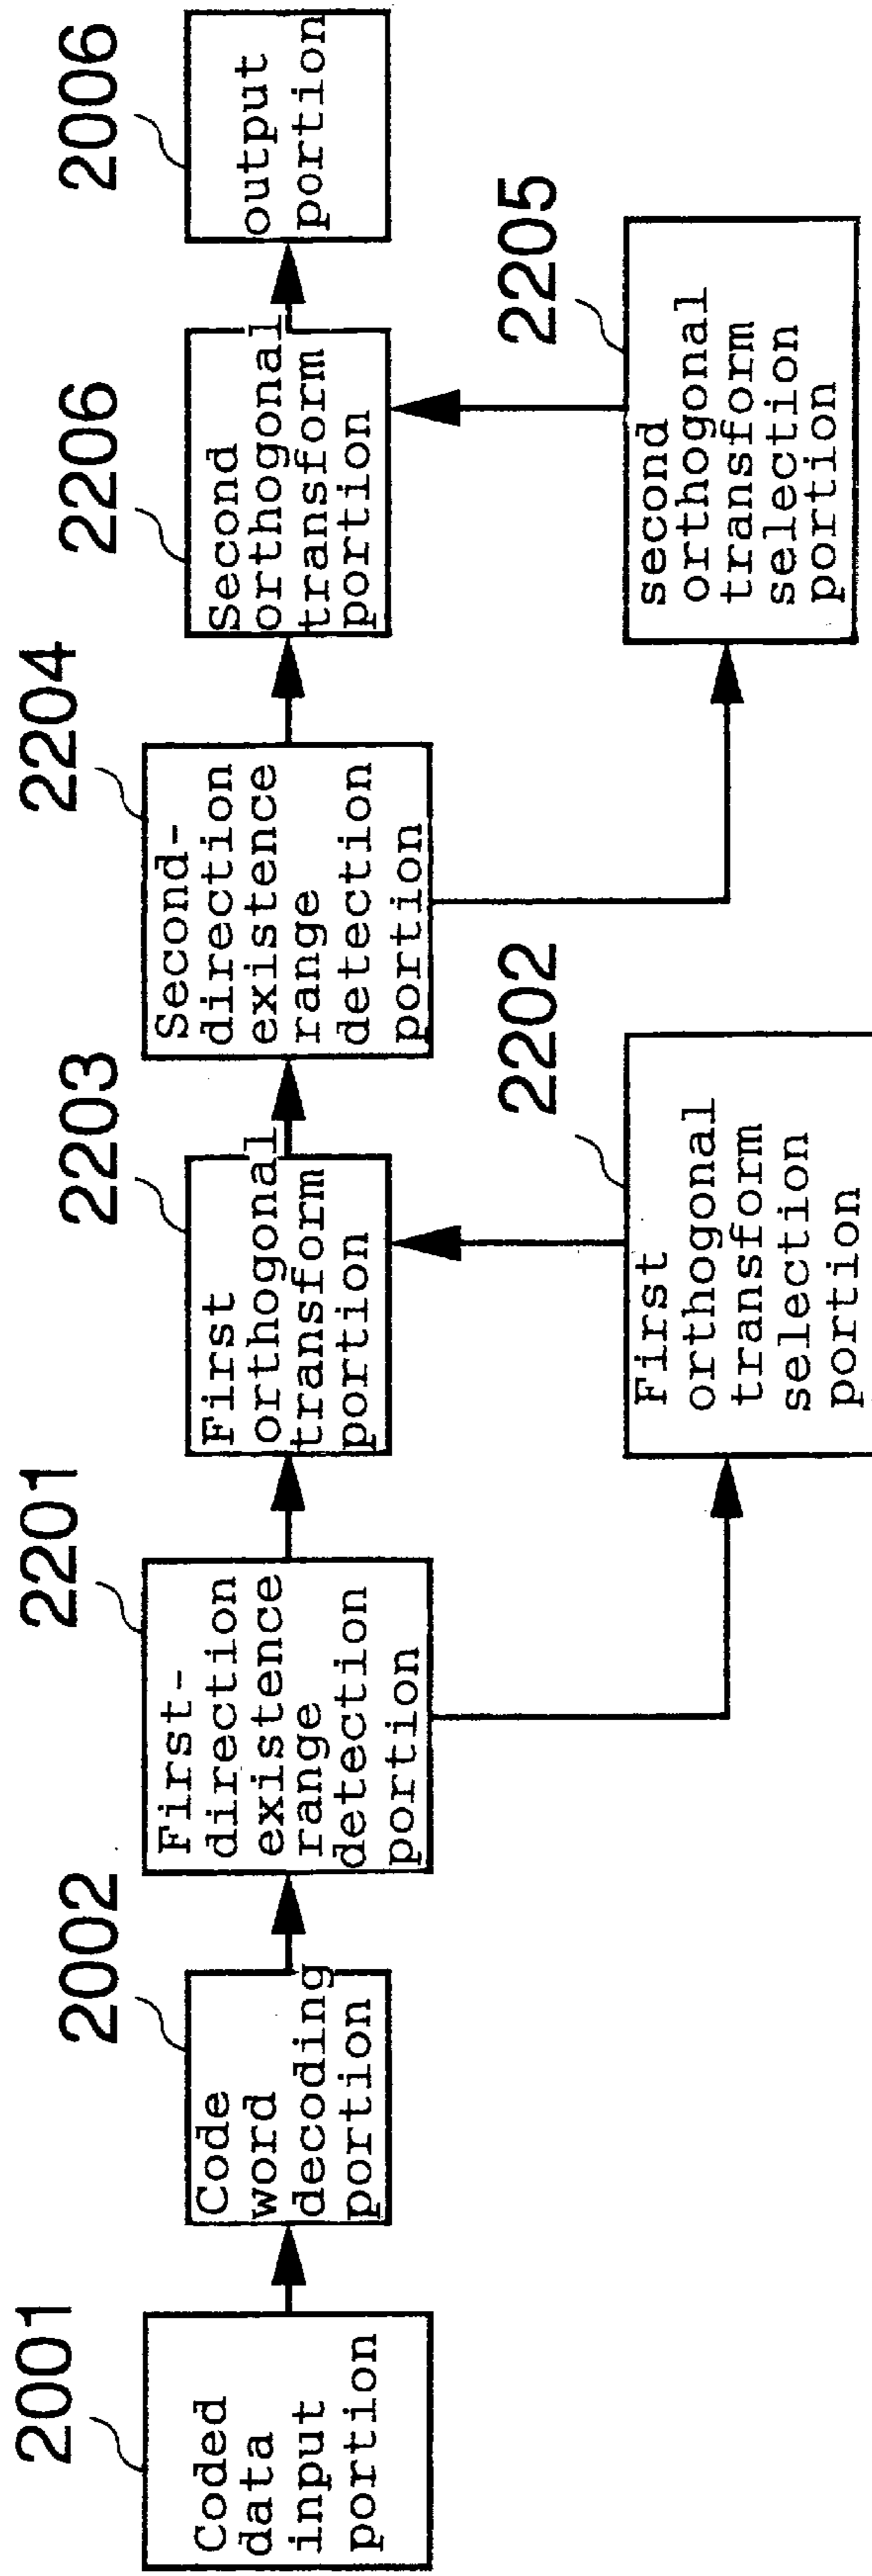 2001
Coded
data
input
portion
2002
Code
word
decoding
portion
2201
First-
direction
existence
range
detection
portion
2203
First
orthogonal
transform
portion
2204
Second-
direction
existence
range
detection
portion
2206
Second
orthogonal
transform
portion
2006
output
portion
2202
First
orthogonal
transform
selection
portion
2205
second
orthogonal
transform
selection
portion